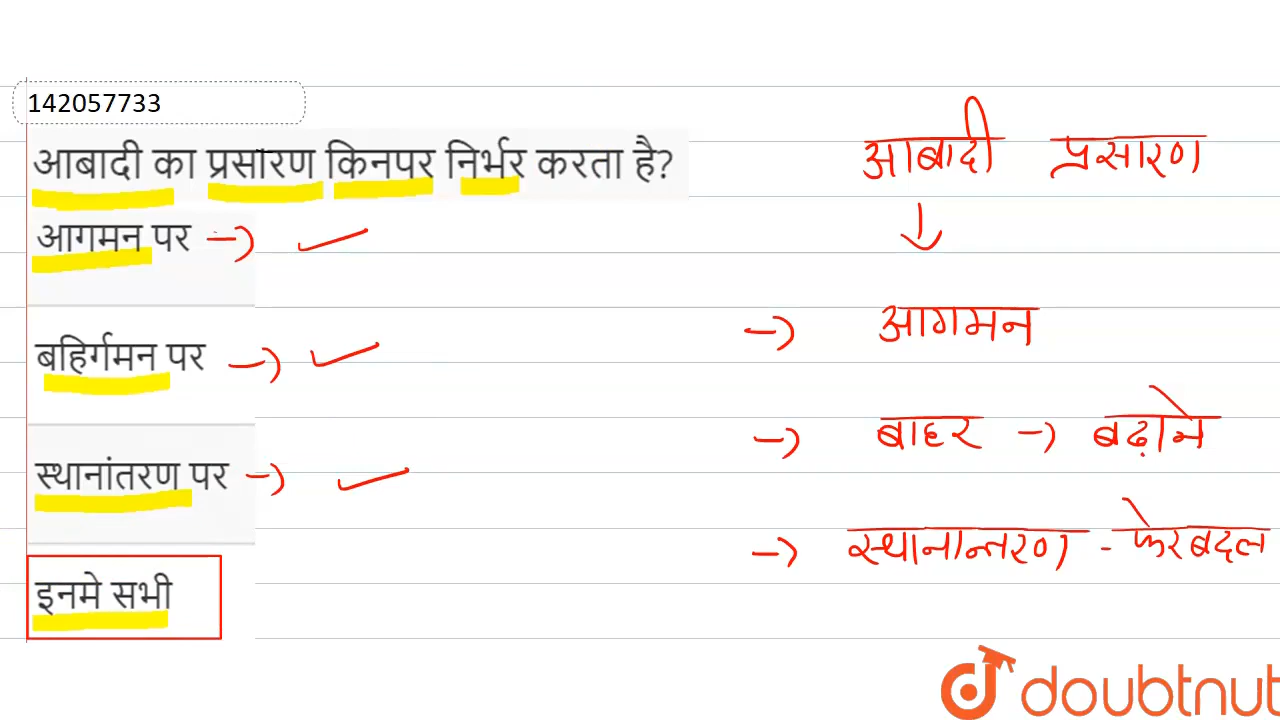 142057733
आबादी का प्रसारण किनपर निर्भर करता है?
आगमन पर
बहिर्गमन पर
स्थानांतरण पर
इनमे सभी
आबादी प्रसारण
आगमन
बाहर → बढ़ाने
स्थानान्तरण - फेरबदल
doubtnut